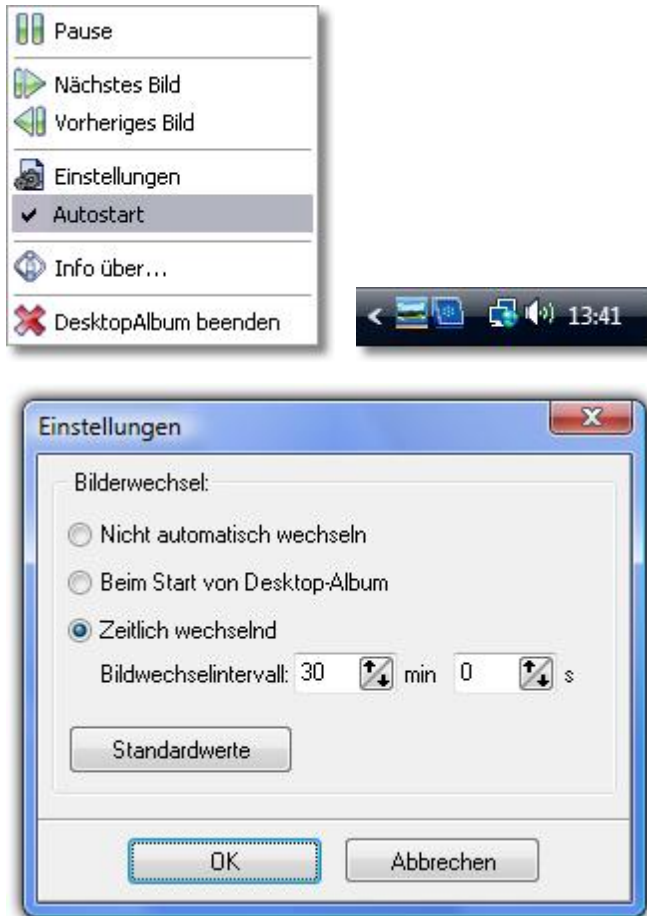 Pause
Nächstes Bild
Vorheriges Bild
Einstellungen
Autostart
Info über...
DesktopAlbum beenden
13:41
Einstellungen
Bilderwechsel:
Nicht automatisch wechseln
Beim Start von Desktop-Album
Zeitlich wechselnd
Bildwechselintervall: 30 min 0 s
Standardwerte
OK Abbrechen